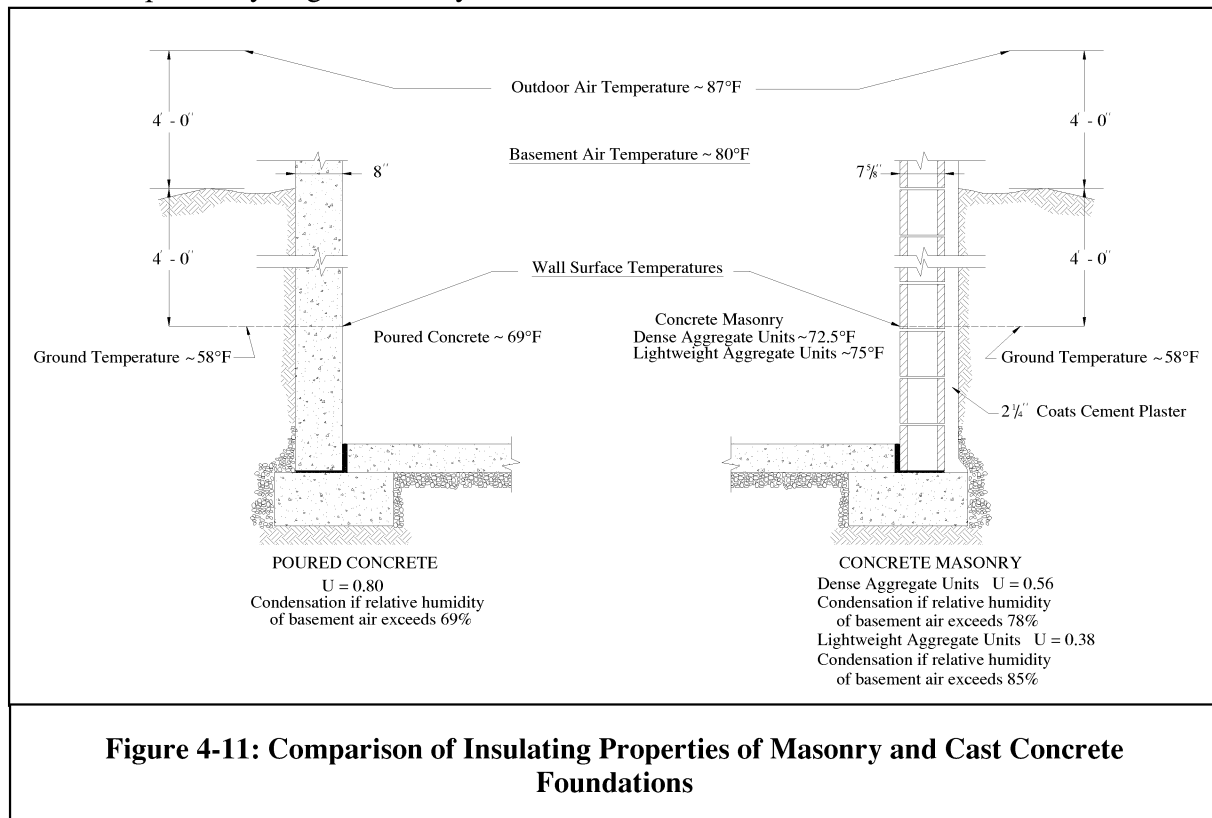 Outdoor Air Temperature ~ 87°F
4' - 0"
4' - 0"
Basement Air Temperature ~ 80°F
8"
7 5/8"
4' - 0"
4' - 0"
Wall Surface Temperatures
Poured Concrete ~ 69°F
Concrete Masonry
Dense Aggregate Units ~ 72.5°F
Lightweight Aggregate Units ~75°F
Ground Temperature ~ 58°F
Ground Temperature ~ 58°F
2 1/4" Coats Cement Plaster
POURED CONCRETE
U = 0.80
Condensation if relative humidity
of basement air exceeds 69%
CONCRETE MASONRY
Dense Aggregate Units U = 0.56
Condensation if relative humidity
of basement air exceeds 78%
Lightweight Aggregate Units U = 0.38
Condensation if relative humidity
of basement air exceeds 85%
Figure 4-11: Comparison of Insulating Properties of Masonry and Cast Concrete
Foundations